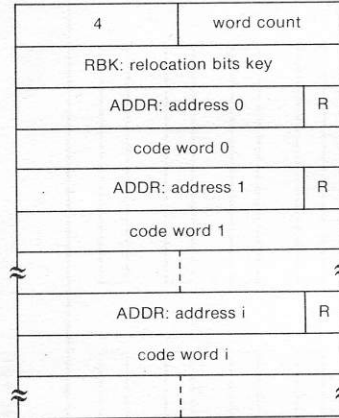 4 word count
RBK: relocation bits key
ADDR: address 0 R
code word 0
ADDR: address 1 R
code word 1
ADDR: address i R
code word i